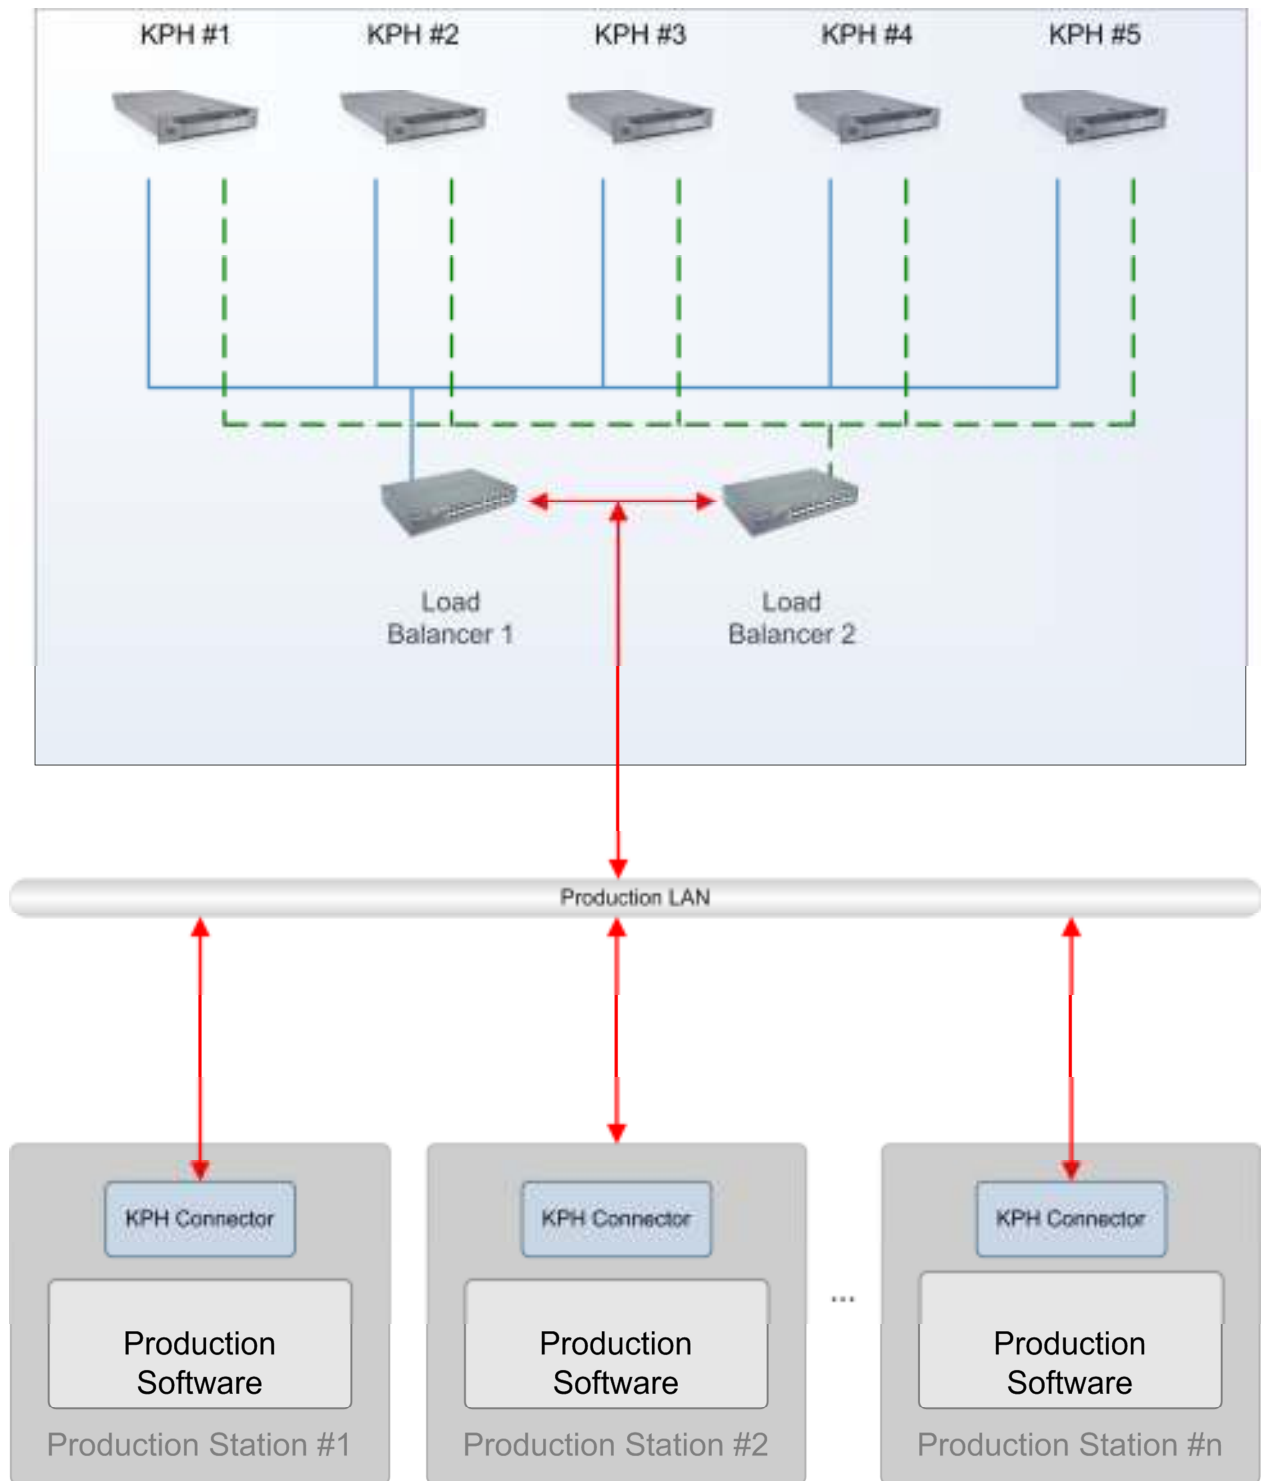 KPH #1
KPH #2
KPH #3
KPH #4
KPH #5
Load
Balancer 1
Load
Balancer 2
Production LAN
KPH Connector
KPH Connector
KPH Connector
...
Production
Software
Production
Software
Production
Software
Production Station #1
Production Station #2
Production Station #n